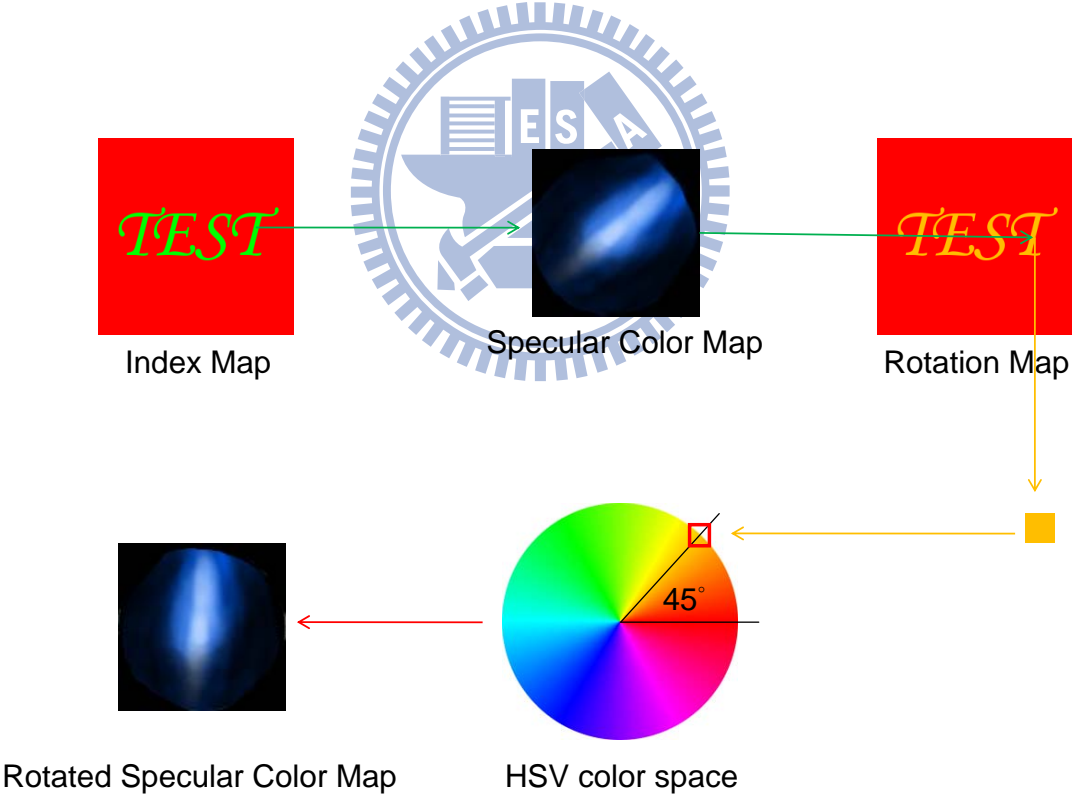 E S A
TEST
TEST
Index Map
Specular Color Map
Rotation Map
45°
Rotated Specular Color Map
HSV color space